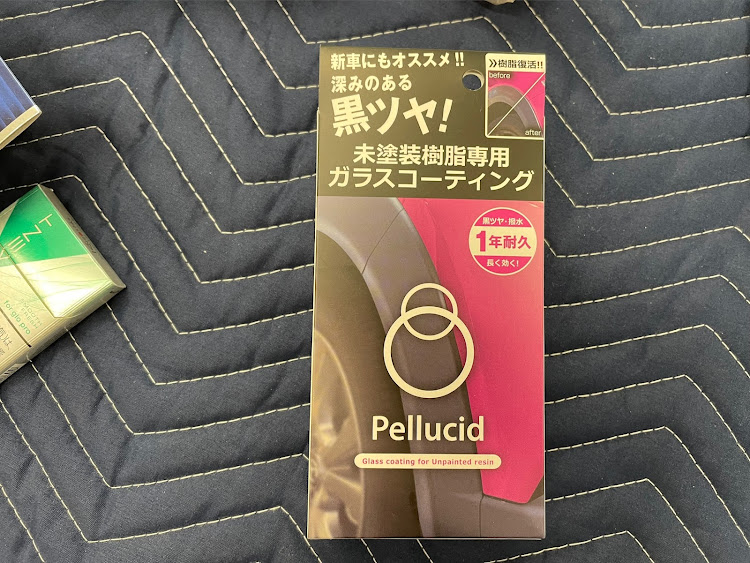 新車にもオススメ!!
深みのある
黒ツヤ!
未塗装樹脂専用
ガラスコーティング
≫樹脂復活!!
before
after
黒ツヤ・撥水
1年耐久
長く効く!
Pellucid
Glass coating for Unpainted resin
for glo pro